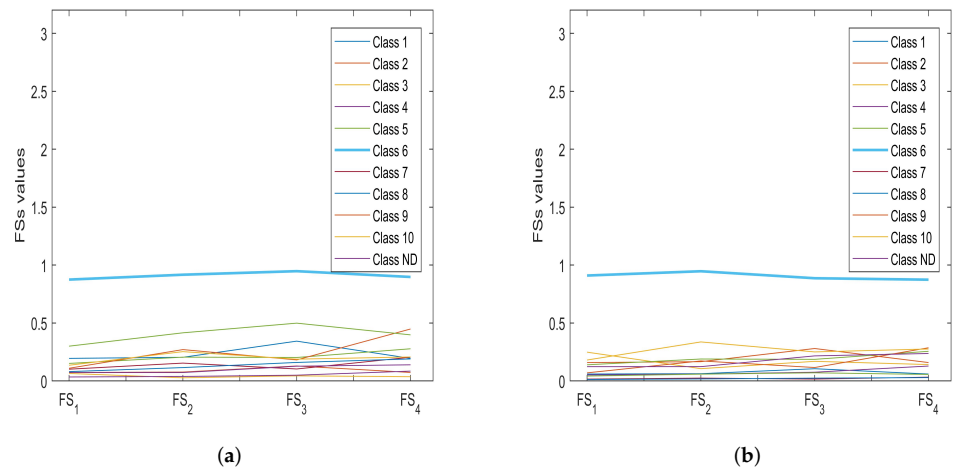 3
2.5
2
1.5
1
0.5
0
FSs values
FS1
FS2
FS3
FS4
Class 1
Class 2
Class 3
Class 4
Class 5
Class 6
Class 7
Class 8
Class 9
Class 10
Class ND
(a)
3
2.5
2
1.5
1
0.5
0
FSs values
FS1
FS2
FS3
FS4
Class 1
Class 2
Class 3
Class 4
Class 5
Class 6
Class 7
Class 8
Class 9
Class 10
Class ND
(b)